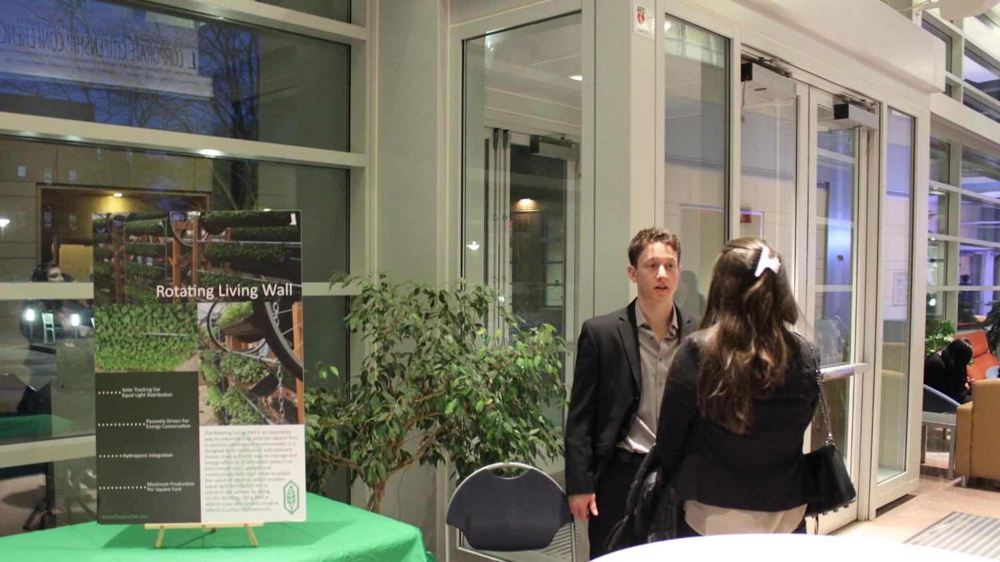 L CORPORATE CITIZENSHIP CONFERENC
AED
Rotating Living Wall
Solar Tracking For
Equal Light Distribution
Passively Driven For
Energy Conservation
Hydroponic Integration
Maximum Production
Per Square Foot
GreenTowersUSA.com
The Rotating Living Wall is an innovative
way to maximize crop yield per square foot
in spatially constrained environments. It is
designed to be hydroponic and passively
driven, making it both easy to manage and
energy efficient. Photovoltaic sensors on
each trough track sunlight and
communicate with each other to adjust
the speed of rotation, which enables
equal light distribution for all
plants in the system. By doing
so, the Rotating Living Wall is
able to cope with uneven shadow
effects in urban environments.